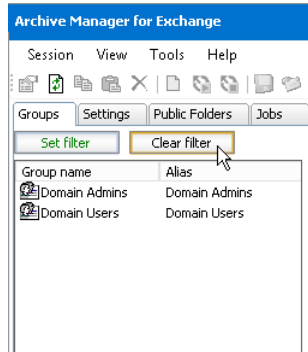 Archive Manager for Exchange
Session View Tools Help
Groups Settings Public Folders Jobs
Set filter Clear filter
Group name Alias
Domain Admins Domain Admins
Domain Users Domain Users